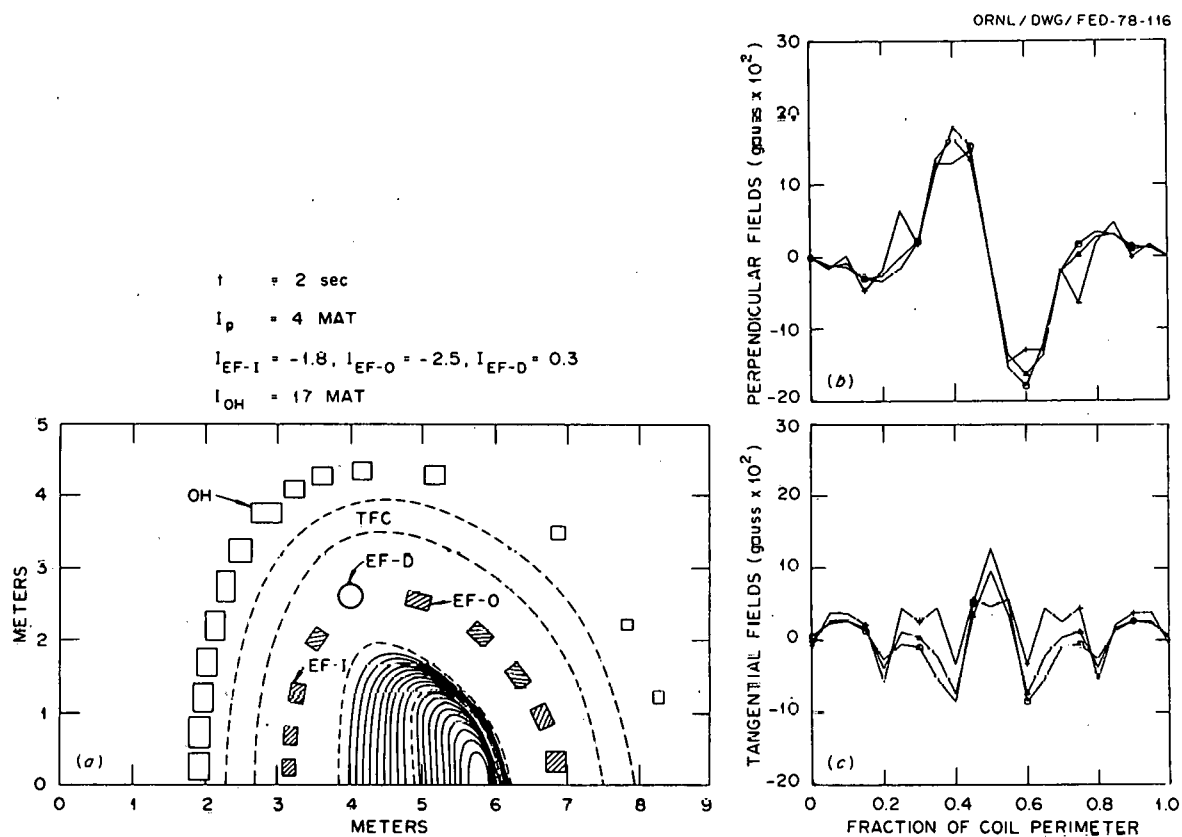 ORNL/DWG/FED-78-116
t = 2 sec
I_p = 4 MAT
I_EF-I = -1.8, I_EF-O = -2.5, I_EF-D = 0.3
I_OH = 17 MAT
METERS
5
4
3
2
1
0
OH
TFC
EF-D
EF-O
EF-I
(a)
0 1 2 3 4 5 6 7 8 9
METERS
PERPENDICULAR FIELDS (gauss x 10²)
30
20
10
0
-10
-20
(b)
TANGENTIAL FIELDS (gauss x 10²)
30
20
10
0
-10
-20
(c)
0 0.2 0.4 0.6 0.8 1.0
FRACTION OF COIL PERIMETER